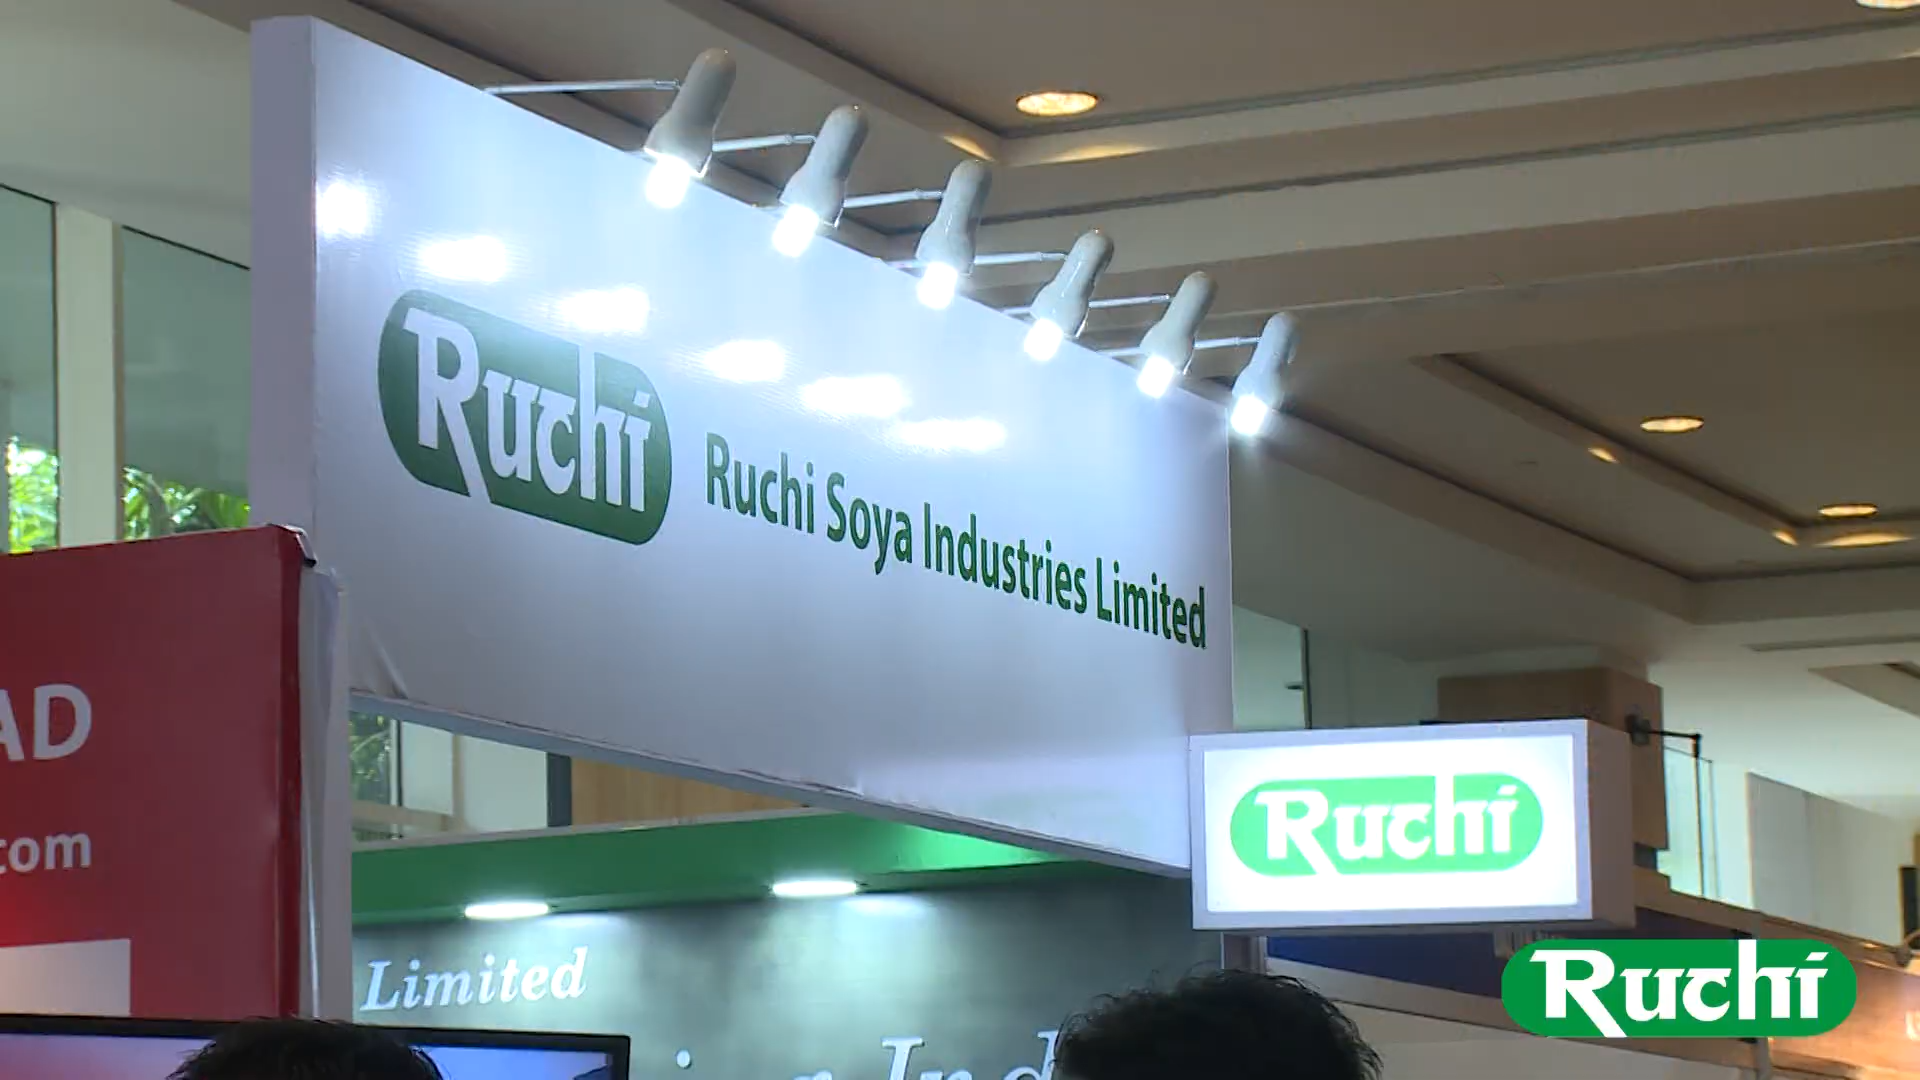 Ruchi
Ruchi Soya Industries Limited
AD
.com
Ruchi
Limited
Ruchi